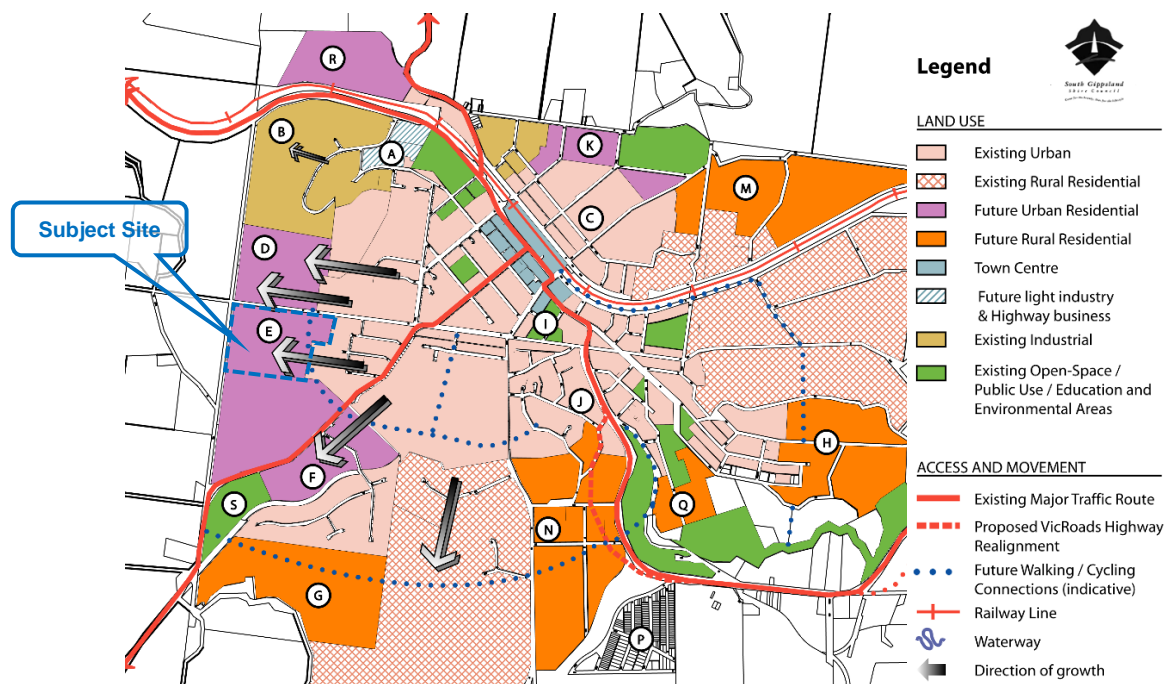 Legend
South Gippsland
Shire Council
LAND USE
Existing Urban
Existing Rural Residential
Future Urban Residential
Future Rural Residential
Town Centre
Future light industry
& Highway business
Existing Industrial
Existing Open-Space /
Public Use / Education and
Environmental Areas
ACCESS AND MOVEMENT
Existing Major Traffic Route
Proposed VicRoads Highway
Realignment
Future Walking / Cycling
Connections (indicative)
Railway Line
Waterway
Direction of growth
Subject Site
R
B
A
K
M
C
D
E
I
J
H
F
S
Q
N
G
P